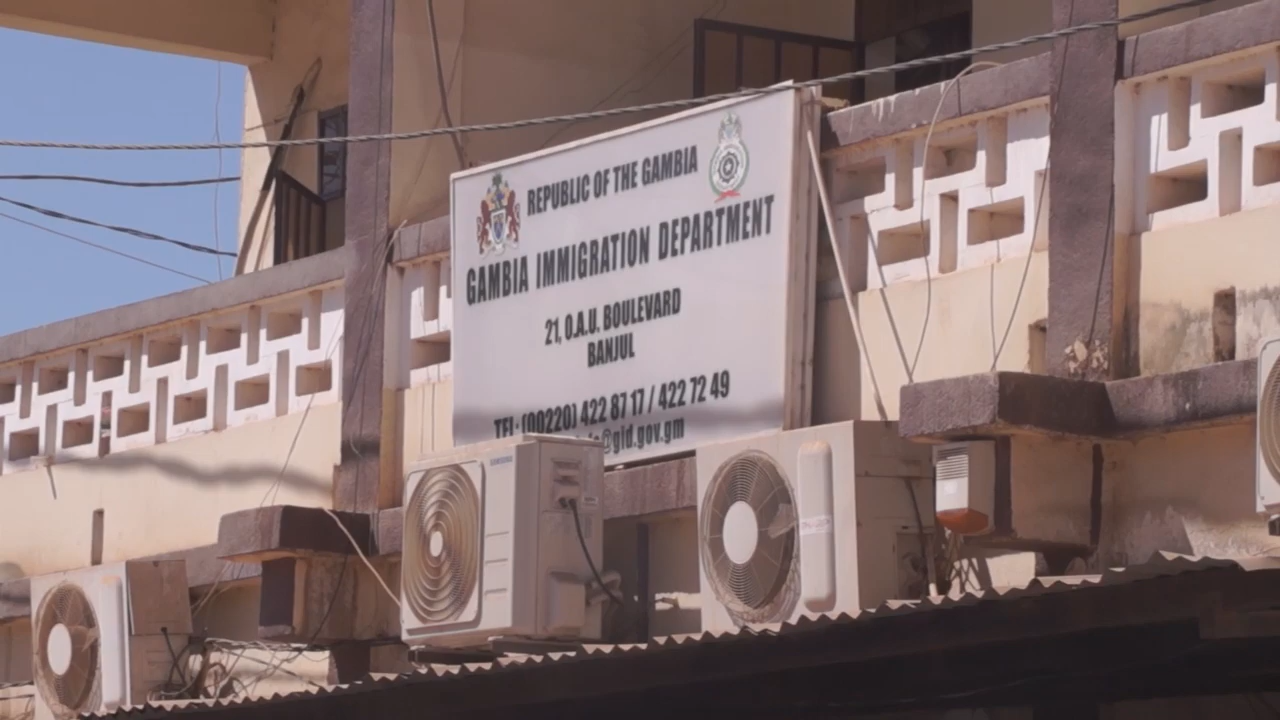 REPUBLIC OF THE GAMBIA
GAMBIA IMMIGRATION DEPARTMENT
21, O.A.U. BOULEVARD
BANJUL
TEL: (00220) 422 87 17 / 422 72 49
@gid.gov.gm
SAMSUNG